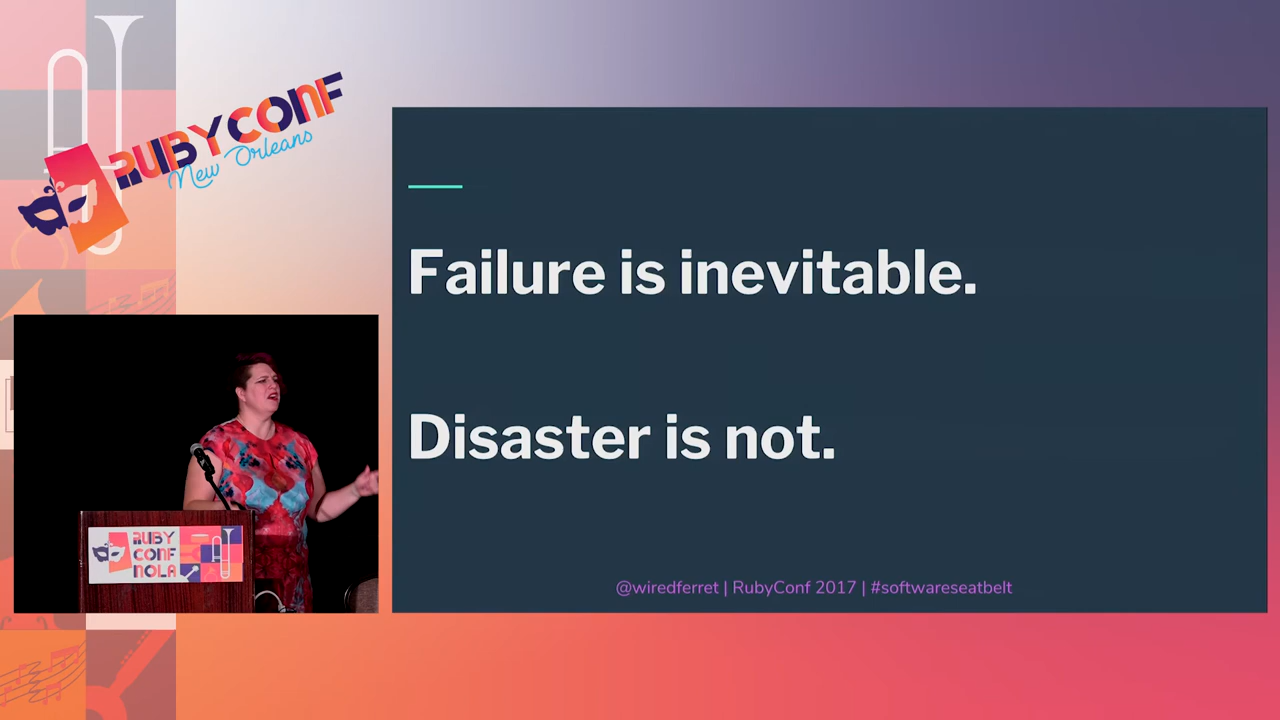 RUBYCONF
New Orleans
Failure is inevitable.
Disaster is not.
@wiredferret | RubyConf 2017 | #softwareseatbelt
RUBY
CONF
NOLA